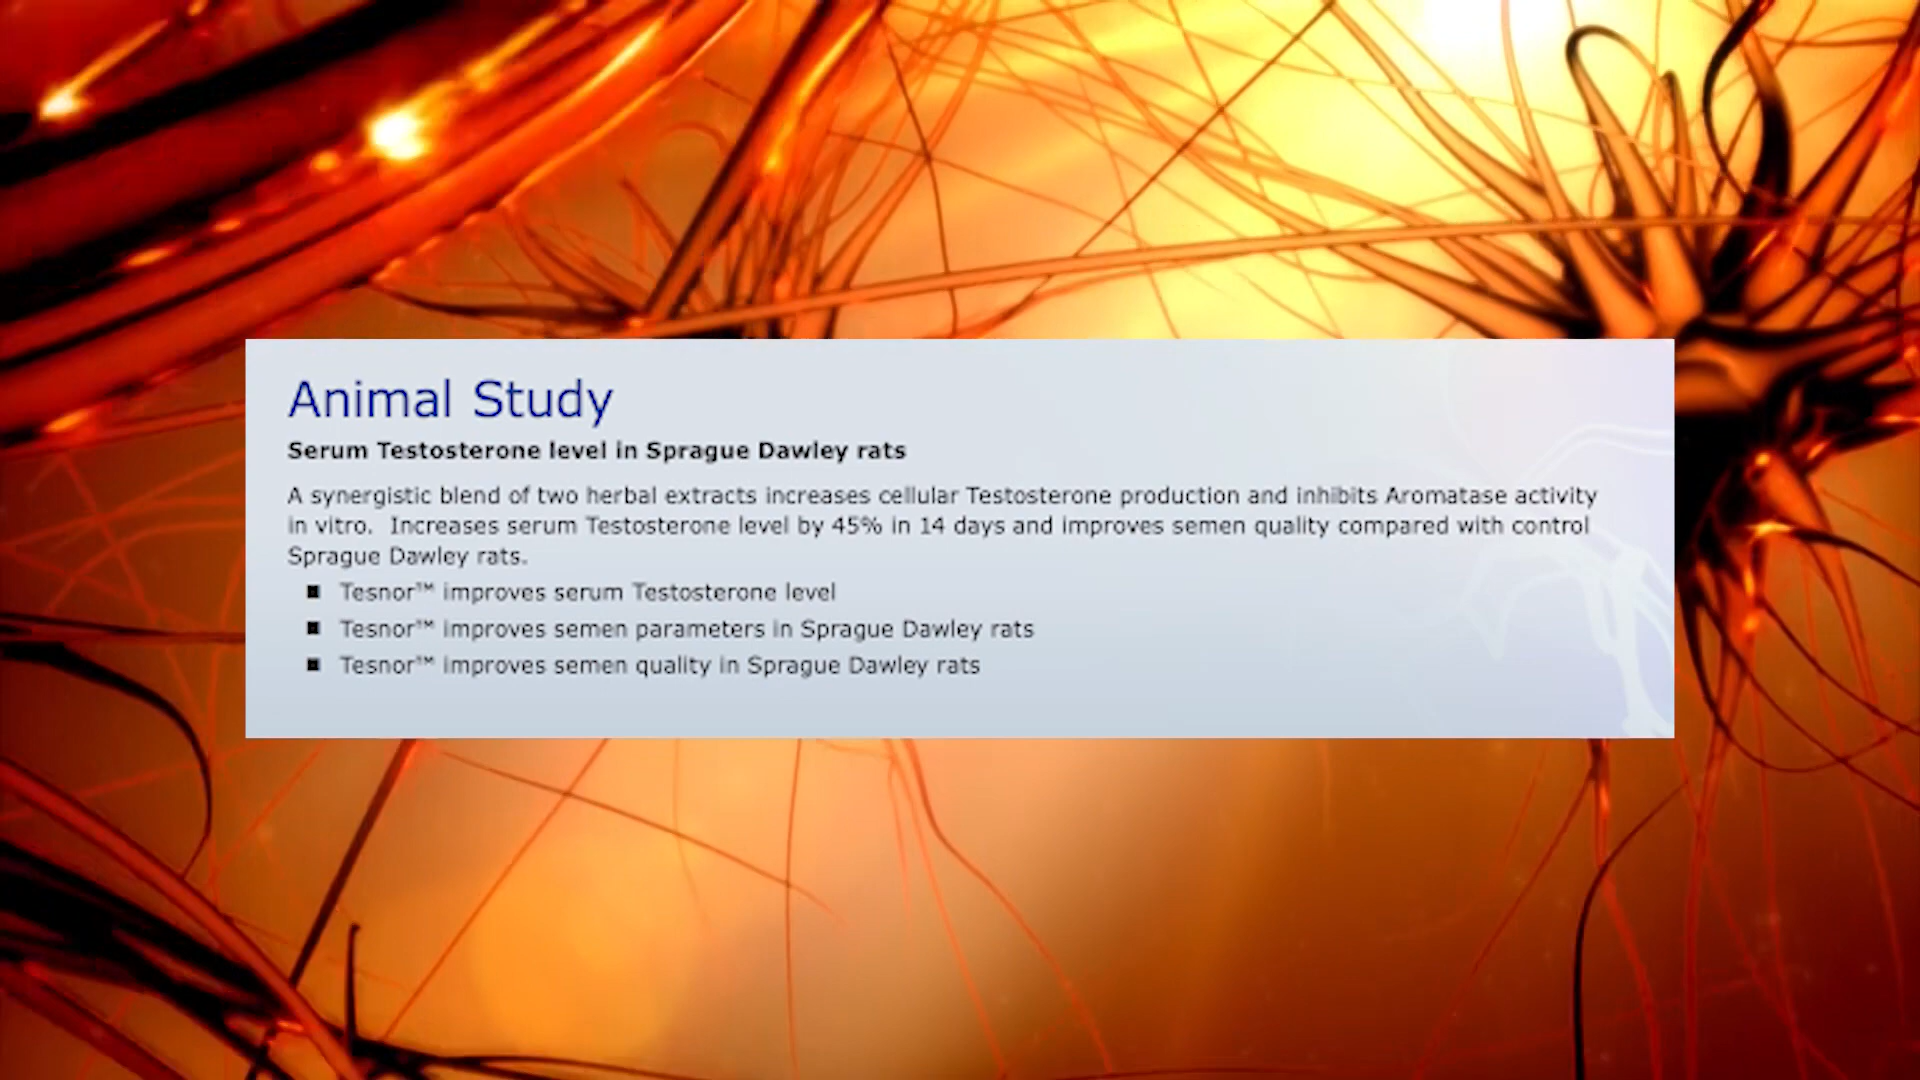 Animal Study
Serum Testosterone level in Sprague Dawley rats
A synergistic blend of two herbal extracts increases cellular Testosterone production and inhibits Aromatase activity
in vitro. Increases serum Testosterone level by 45% in 14 days and improves semen quality compared with control
Sprague Dawley rats.
■ Tesnor™ improves serum Testosterone level
■ Tesnor™ improves semen parameters in Sprague Dawley rats
■ Tesnor™ improves semen quality in Sprague Dawley rats